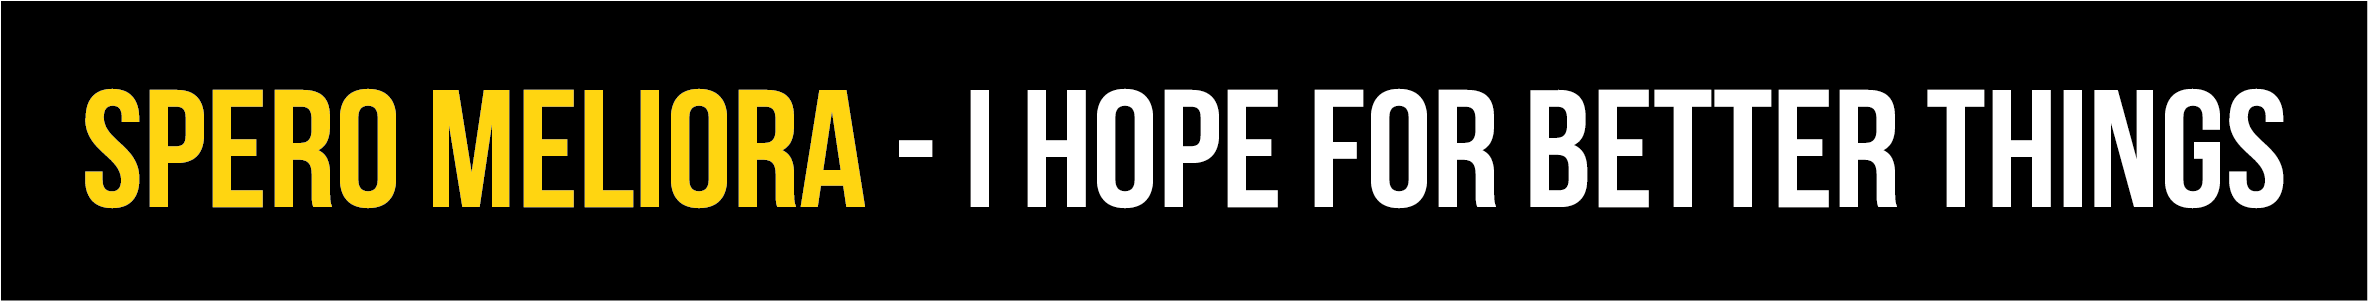 SPERO MELIORA - I HOPE FOR BETTER THINGS